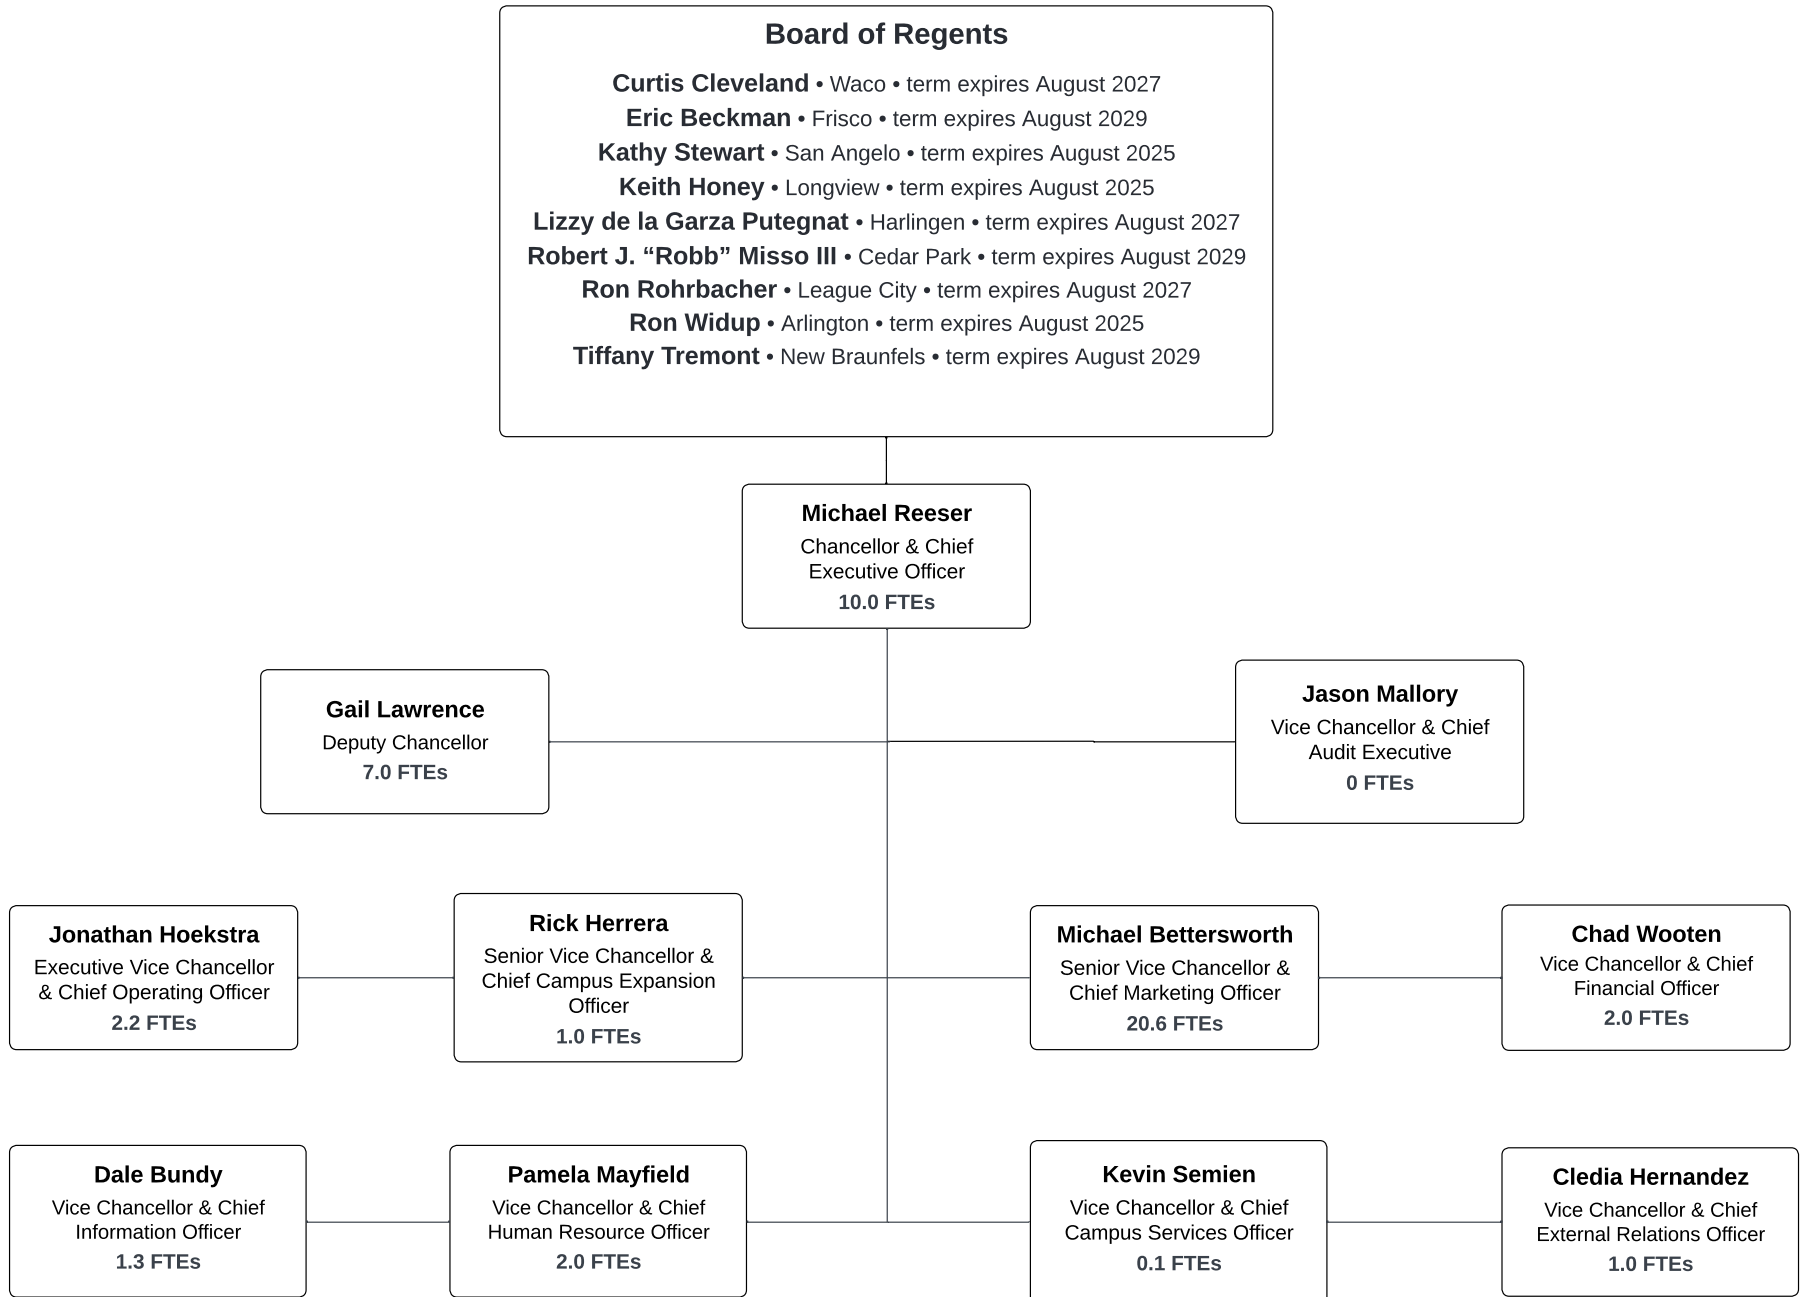 Board of Regents
Curtis Cleveland • Waco • term expires August 2027
Eric Beckman • Frisco • term expires August 2029
Kathy Stewart • San Angelo • term expires August 2025
Keith Honey • Longview • term expires August 2025
Lizzy de la Garza Putegnat • Harlingen • term expires August 2027
Robert J. “Robb” Misso III • Cedar Park • term expires August 2029
Ron Rohrbacher • League City • term expires August 2027
Ron Widup • Arlington • term expires August 2025
Tiffany Tremont • New Braunfels • term expires August 2029
Michael Reeser
Chancellor & Chief
Executive Officer
10.0 FTEs
Gail Lawrence
Deputy Chancellor
7.0 FTEs
Jason Mallory
Vice Chancellor & Chief
Audit Executive
0 FTEs
Jonathan Hoekstra
Executive Vice Chancellor
& Chief Operating Officer
2.2 FTEs
Rick Herrera
Senior Vice Chancellor &
Chief Campus Expansion
Officer
1.0 FTEs
Michael Bettersworth
Senior Vice Chancellor &
Chief Marketing Officer
20.6 FTEs
Chad Wooten
Vice Chancellor & Chief
Financial Officer
2.0 FTEs
Dale Bundy
Vice Chancellor & Chief
Information Officer
1.3 FTEs
Pamela Mayfield
Vice Chancellor & Chief
Human Resource Officer
2.0 FTEs
Kevin Semien
Vice Chancellor & Chief
Campus Services Officer
0.1 FTEs
Cledia Hernandez
Vice Chancellor & Chief
External Relations Officer
1.0 FTEs